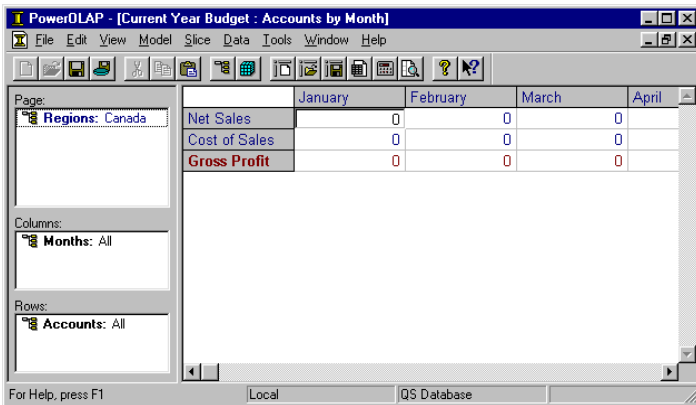 PowerOLAP - [Current Year Budget : Accounts by Month]
File Edit View Model Slice Data Tools Window Help
Page:
Regions: Canada
Columns:
Months: All
Rows:
Accounts: All
January February March April
Net Sales 0 0 0
Cost of Sales 0 0 0
Gross Profit 0 0 0
For Help, press F1 Local QS Database